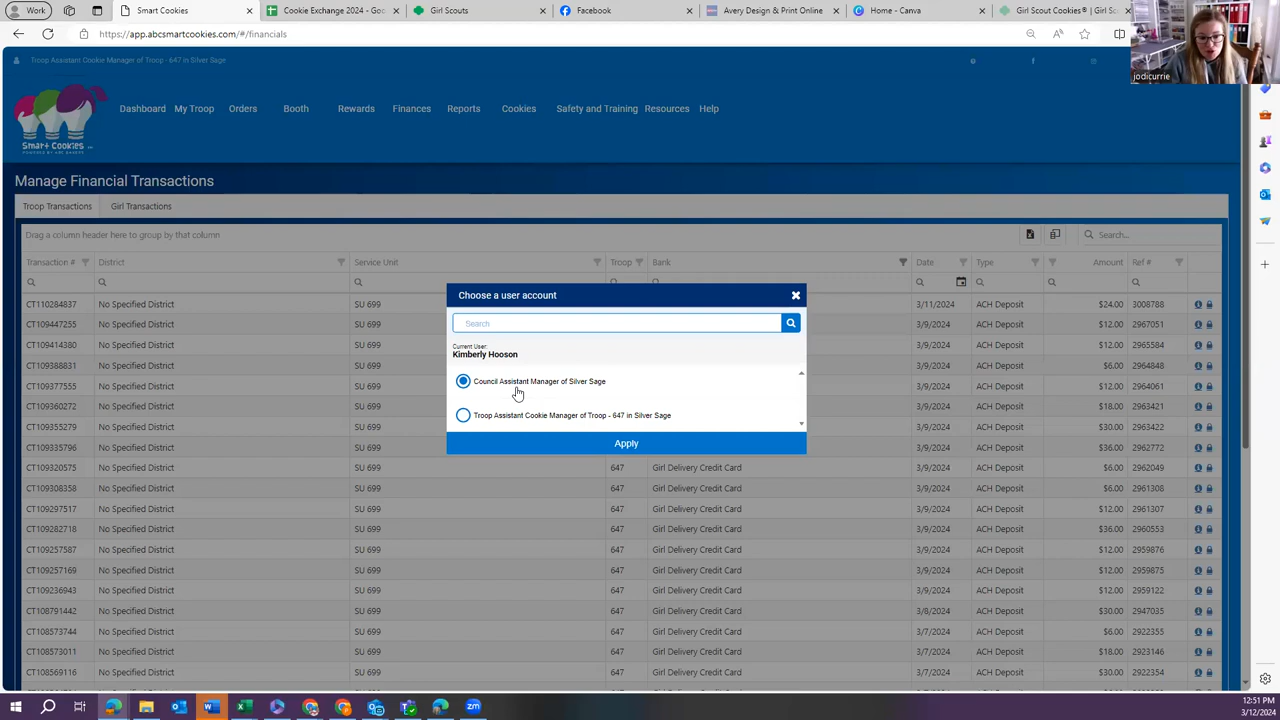 Smart Cookies
Cookie Exchange 2024 - Goo
Girl Scouts
Facebook
Avery Design & Print Online
Home - Canva
Girl Scout Cookies® | Girl Sc
https://app.abcsmartcookies.com/#/financials
Troop Assistant Cookie Manager of Troop - 647 in Silver Sage
jodicurrie
Smart Cookies
POWERED BY ABC BAKERS
Dashboard My Troop Orders Booth Rewards Finances Reports Cookies Safety and Training Resources Help
Manage Financial Transactions
Troop Transactions Girl Transactions
Drag a column header here to group by that column
Search...
Transaction # District Service Unit Troop Bank Date Type Amount Ref #
CT110284837 No Specified District SU 699 3/11/2024 ACH Deposit $24.00 3008788
CT109447255 No Specified District SU 699 3/9/2024 ACH Deposit $12.00 2967051
CT109414380 No Specified District SU 699 3/9/2024 ACH Deposit $12.00 2965584
CT109388831 No Specified District SU 699 3/9/2024 ACH Deposit $6.00 2964848
CT109377555 No Specified District SU 699 3/9/2024 ACH Deposit $12.00 2964061
CT109360272 No Specified District SU 699 3/9/2024 ACH Deposit $18.00 2963421
CT109355279 No Specified District SU 699 3/9/2024 ACH Deposit $30.00 2963422
CT109335796 No Specified District SU 699 3/9/2024 ACH Deposit $36.00 2962772
CT109320575 No Specified District SU 699 647 Girl Delivery Credit Card 3/9/2024 ACH Deposit $6.00 2962049
CT109308358 No Specified District SU 699 647 Girl Delivery Credit Card 3/9/2024 ACH Deposit $6.00 2961308
CT109297517 No Specified District SU 699 647 Girl Delivery Credit Card 3/9/2024 ACH Deposit $12.00 2961307
CT109282718 No Specified District SU 699 647 Girl Delivery Credit Card 3/9/2024 ACH Deposit $36.00 2960553
CT109257587 No Specified District SU 699 647 Girl Delivery Credit Card 3/9/2024 ACH Deposit $12.00 2959876
CT109257169 No Specified District SU 699 647 Girl Delivery Credit Card 3/9/2024 ACH Deposit $12.00 2959875
CT109236943 No Specified District SU 699 647 Girl Delivery Credit Card 3/9/2024 ACH Deposit $12.00 2959122
CT108791442 No Specified District SU 699 647 Girl Delivery Credit Card 3/8/2024 ACH Deposit $30.00 2947035
CT108573744 No Specified District SU 699 647 Girl Delivery Credit Card 3/7/2024 ACH Deposit $6.00 2922355
CT108573011 No Specified District SU 699 647 Girl Delivery Credit Card 3/7/2024 ACH Deposit $18.00 2923146
CT108569116 No Specified District SU 699 647 Girl Delivery Credit Card 3/7/2024 ACH Deposit $30.00 2922354
Choose a user account
Search
Current User:
Kimberly Hooson
Council Assistant Manager of Silver Sage
Troop Assistant Cookie Manager of Troop - 647 in Silver Sage
Apply
zm
12:51 PM
3/12/2024